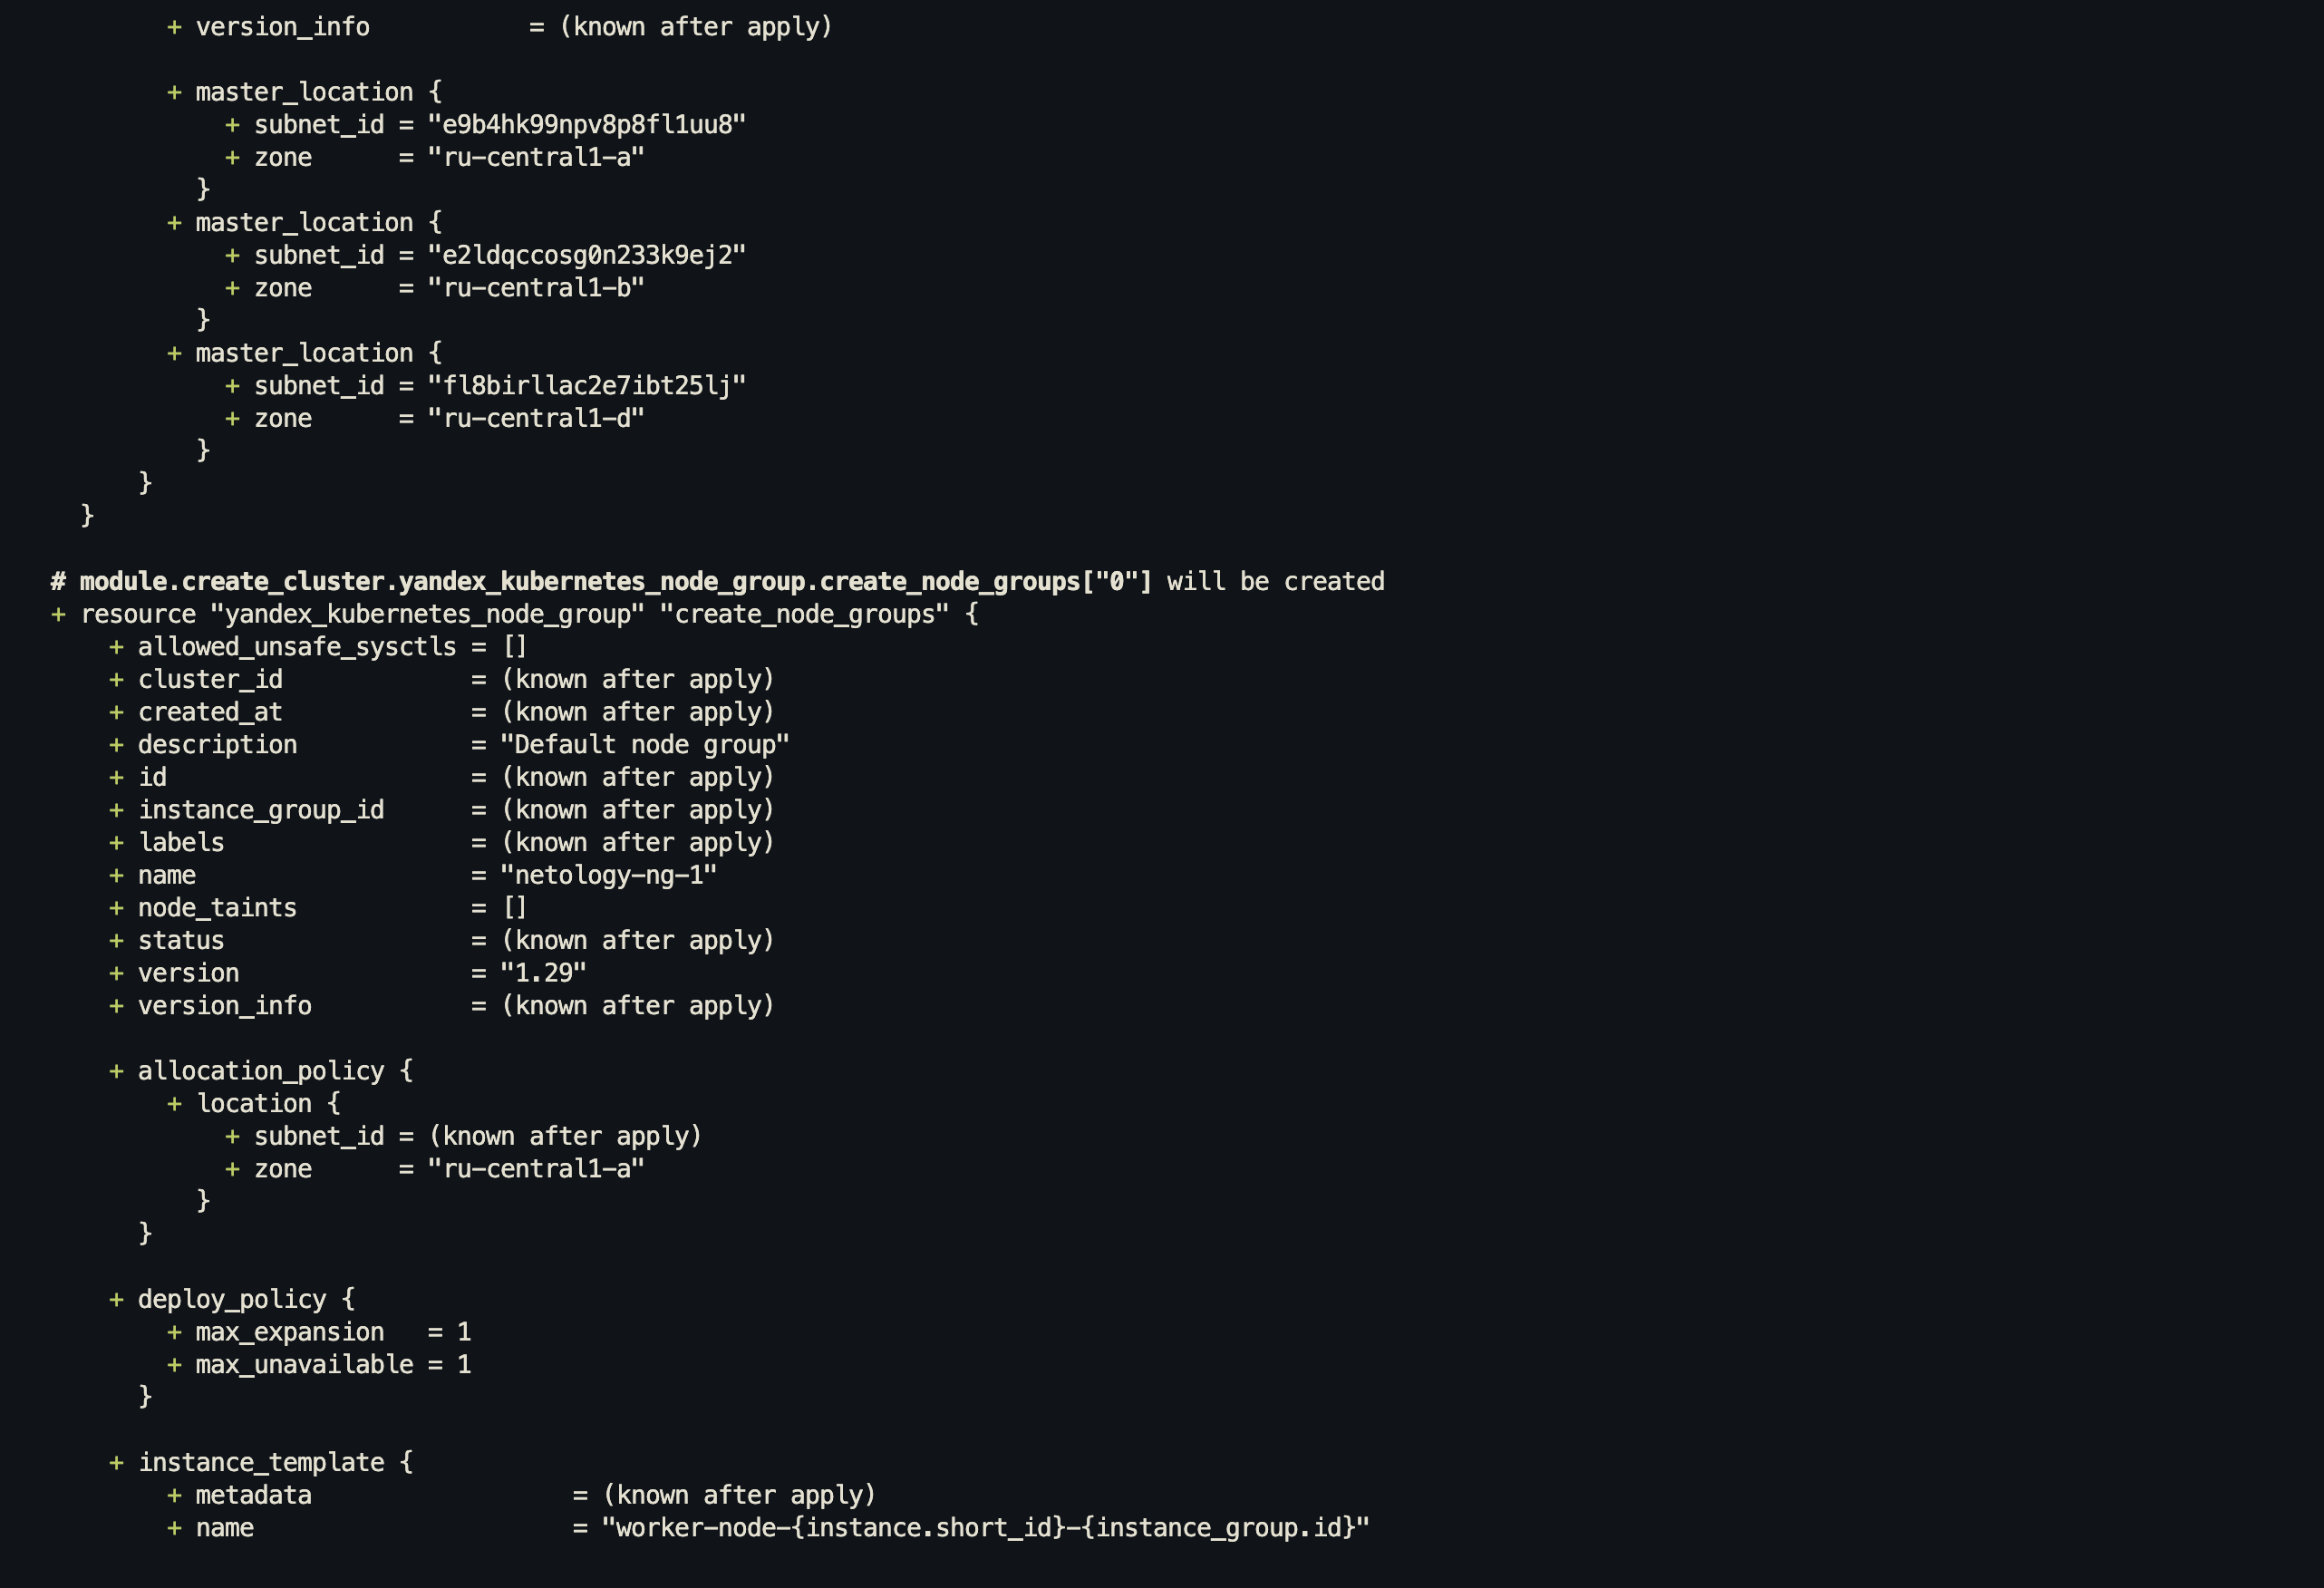 + version_info           = (known after apply)
+ master_location {
+ subnet_id = "e9b4hk99npv8p8fl1uu8"
+ zone      = "ru-central1-a"
}
+ master_location {
+ subnet_id = "e2ldqccosg0n233k9ej2"
+ zone      = "ru-central1-b"
}
+ master_location {
+ subnet_id = "fl8birllac2e7ibt25lj"
+ zone      = "ru-central1-d"
}
}
}
# module.create_cluster.yandex_kubernetes_node_group.create_node_groups["0"] will be created
+ resource "yandex_kubernetes_node_group" "create_node_groups" {
+ allowed_unsafe_sysctls = []
+ cluster_id             = (known after apply)
+ created_at             = (known after apply)
+ description            = "Default node group"
+ id                     = (known after apply)
+ instance_group_id      = (known after apply)
+ labels                 = (known after apply)
+ name                   = "netology-ng-1"
+ node_taints            = []
+ status                 = (known after apply)
+ version                = "1.29"
+ version_info           = (known after apply)
+ allocation_policy {
+ location {
+ subnet_id = (known after apply)
+ zone      = "ru-central1-a"
}
}
+ deploy_policy {
+ max_expansion   = 1
+ max_unavailable = 1
}
+ instance_template {
+ metadata                  = (known after apply)
+ name                      = "worker-node-{instance.short_id}-{instance_group.id}"